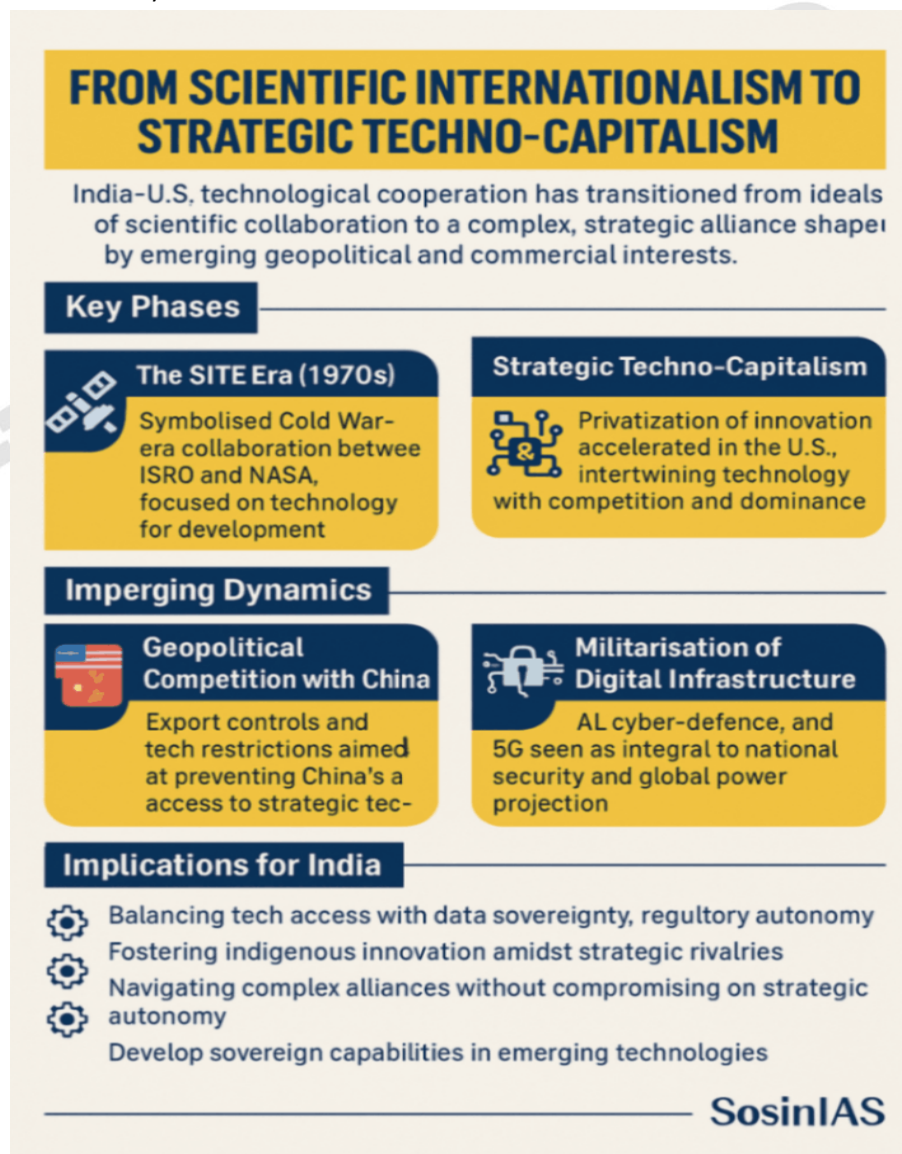 FROM SCIENTIFIC INTERNATIONALISM TO
STRATEGIC TECHNO-CAPITALISM
India-U.S. technological cooperation has transitioned from ideals
of scientific collaboration to a complex, strategic alliance shaper
by emerging geopolitical and commercial interests.
Key Phases
The SITE Era (1970s)
Symbolised Cold War-
era collaboration betwee
ISRO and NASA,
focused on technology
for development
Strategic Techno-Capitalism
&
Privatization of innovation
accelerated in the U.S.,
intertwining technology
with competition and dominance
Imperging Dynamics
Geopolitical
Competition with China
Export controls and
tech restrictions aimed
at preventing China's a
access to strategic tec-
Militarisation of
Digital Infrastructure
AL cyber-defence, and
5G seen as integral to national
security and global power
projection
Implications for India
Balancing tech access with data sovereignty, regultory autonomy
Fostering indigenous innovation amidst strategic rivalries
Navigating complex alliances without compromising on strategic
autonomy
Develop sovereign capabilities in emerging technologies
SosinIAS